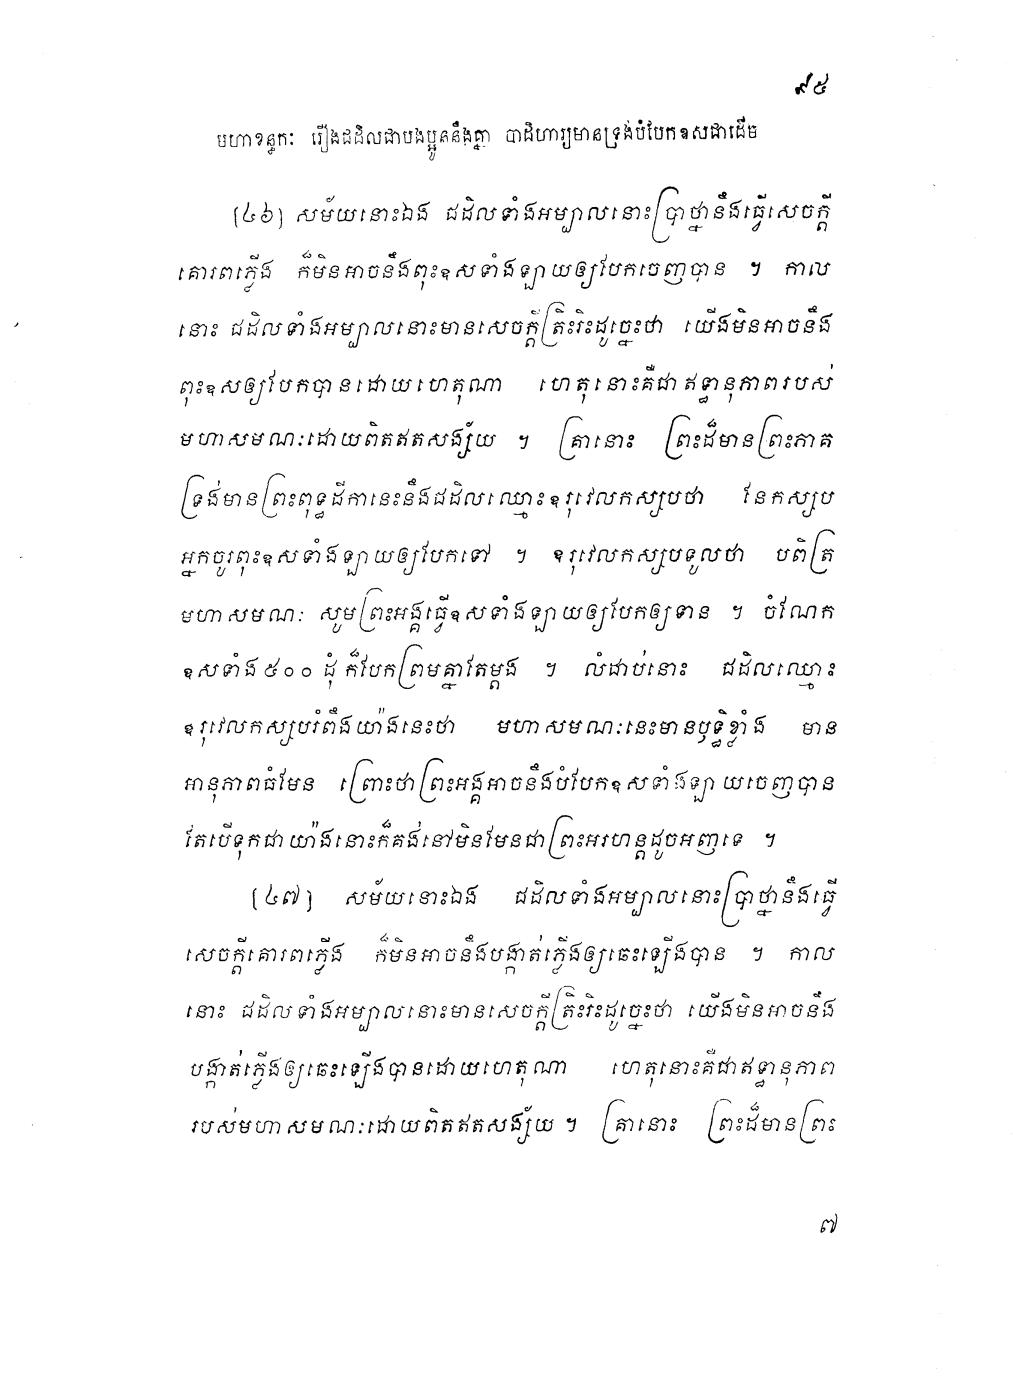 ៩៥
មហាខន្ធកៈ រឿងជដិលជាបងប្អូននឹងគ្នា បាដិហារ្យមានទ្រង់បំបែកឧសជាដើម
[៤៦] សម័យនោះឯង ជដិលទាំងអម្បាលនោះប្រាថ្នានឹងធ្វើសេចក្តី
គោរពភ្លើង ក៏មិនអាចនឹងពុះឧសទាំងឡាយឲ្យបែកចេញបាន ។ កាល
នោះ ជដិលទាំងអម្បាលនោះមានសេចក្តីត្រិះរិះដូច្នេះថា យើងមិនអាចនឹង
ពុះឧសឲ្យបែកបានដោយហេតុណា ហេតុនោះគឺជាឥទ្ធានុភាពរបស់
មហាសមណៈដោយពិតឥតសង្ស័យ ។ គ្រានោះ ព្រះដ៏មានព្រះភាគ
ទ្រង់មានព្រះពុទ្ធដីកានេះនឹងជដិលឈ្មោះឧរុវេលកស្សបថា នែកស្សប
អ្នកចូរពុះឧសទាំងឡាយឲ្យបែកទៅ ។ ឧរុវេលកស្សបទូលថា បពិត្រ
មហាសមណៈ សូមព្រះអង្គធ្វើឧសទាំងឡាយឲ្យបែកឲ្យទាន ។ ចំណែក
ឧសទាំង៥០០ដុំ ក៏បែកព្រមគ្នាតែម្តង ។ លំដាប់នោះ ជដិលឈ្មោះ
ឧរុវេលកស្សបរំពឹងយ៉ាងនេះថា មហាសមណៈនេះមានឫទ្ធិខ្លាំង មាន
អានុភាពធំមែន ព្រោះថាព្រះអង្គអាចនឹងបំបែកឧសទាំងឡាយចេញបាន
តែបើទុកជាយ៉ាងនោះក៏គង់នៅមិនមែនជាព្រះអរហន្តដូចអញទេ ។
[៤៧] សម័យនោះឯង ជដិលទាំងអម្បាលនោះប្រាថ្នានឹងធ្វើ
សេចក្តីគោរពភ្លើង ក៏មិនអាចនឹងបង្កាត់ភ្លើងឲ្យឆេះឡើងបាន ។ កាល
នោះ ជដិលទាំងអម្បាលនោះមានសេចក្តីត្រិះរិះដូច្នេះថា យើងមិនអាចនឹង
បង្កាត់ភ្លើងឲ្យឆេះឡើងបានដោយហេតុណា ហេតុនោះគឺជាឥទ្ធានុភាព
របស់មហាសមណៈដោយពិតឥតសង្ស័យ ។ គ្រានោះ ព្រះដ៏មានព្រះ
៧